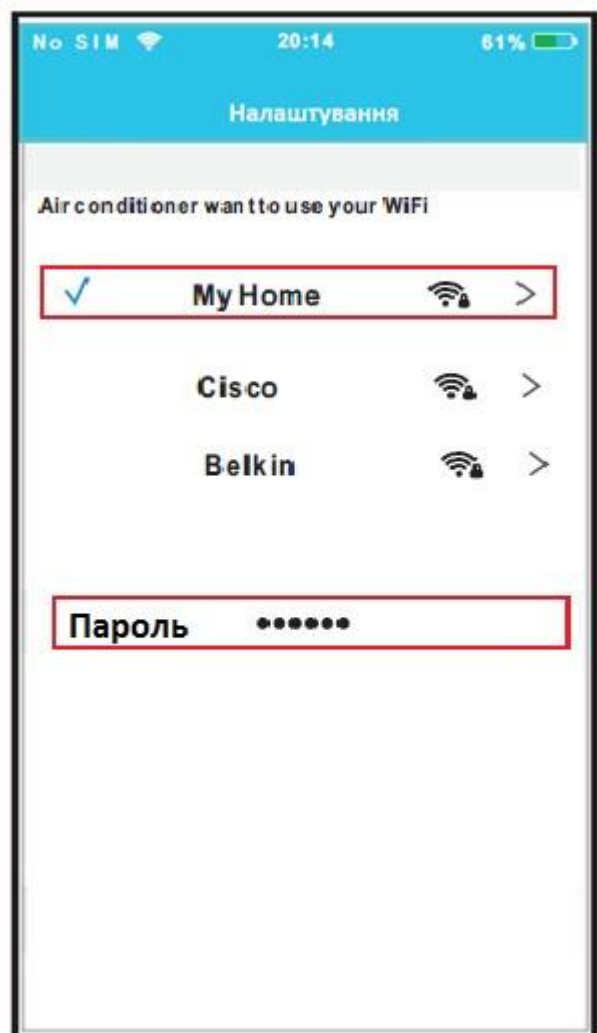 No SIM 20:14 61%
Налаштування
Air conditioner want to use your WiFi
My Home
Cisco
Belkin
Пароль ••••••